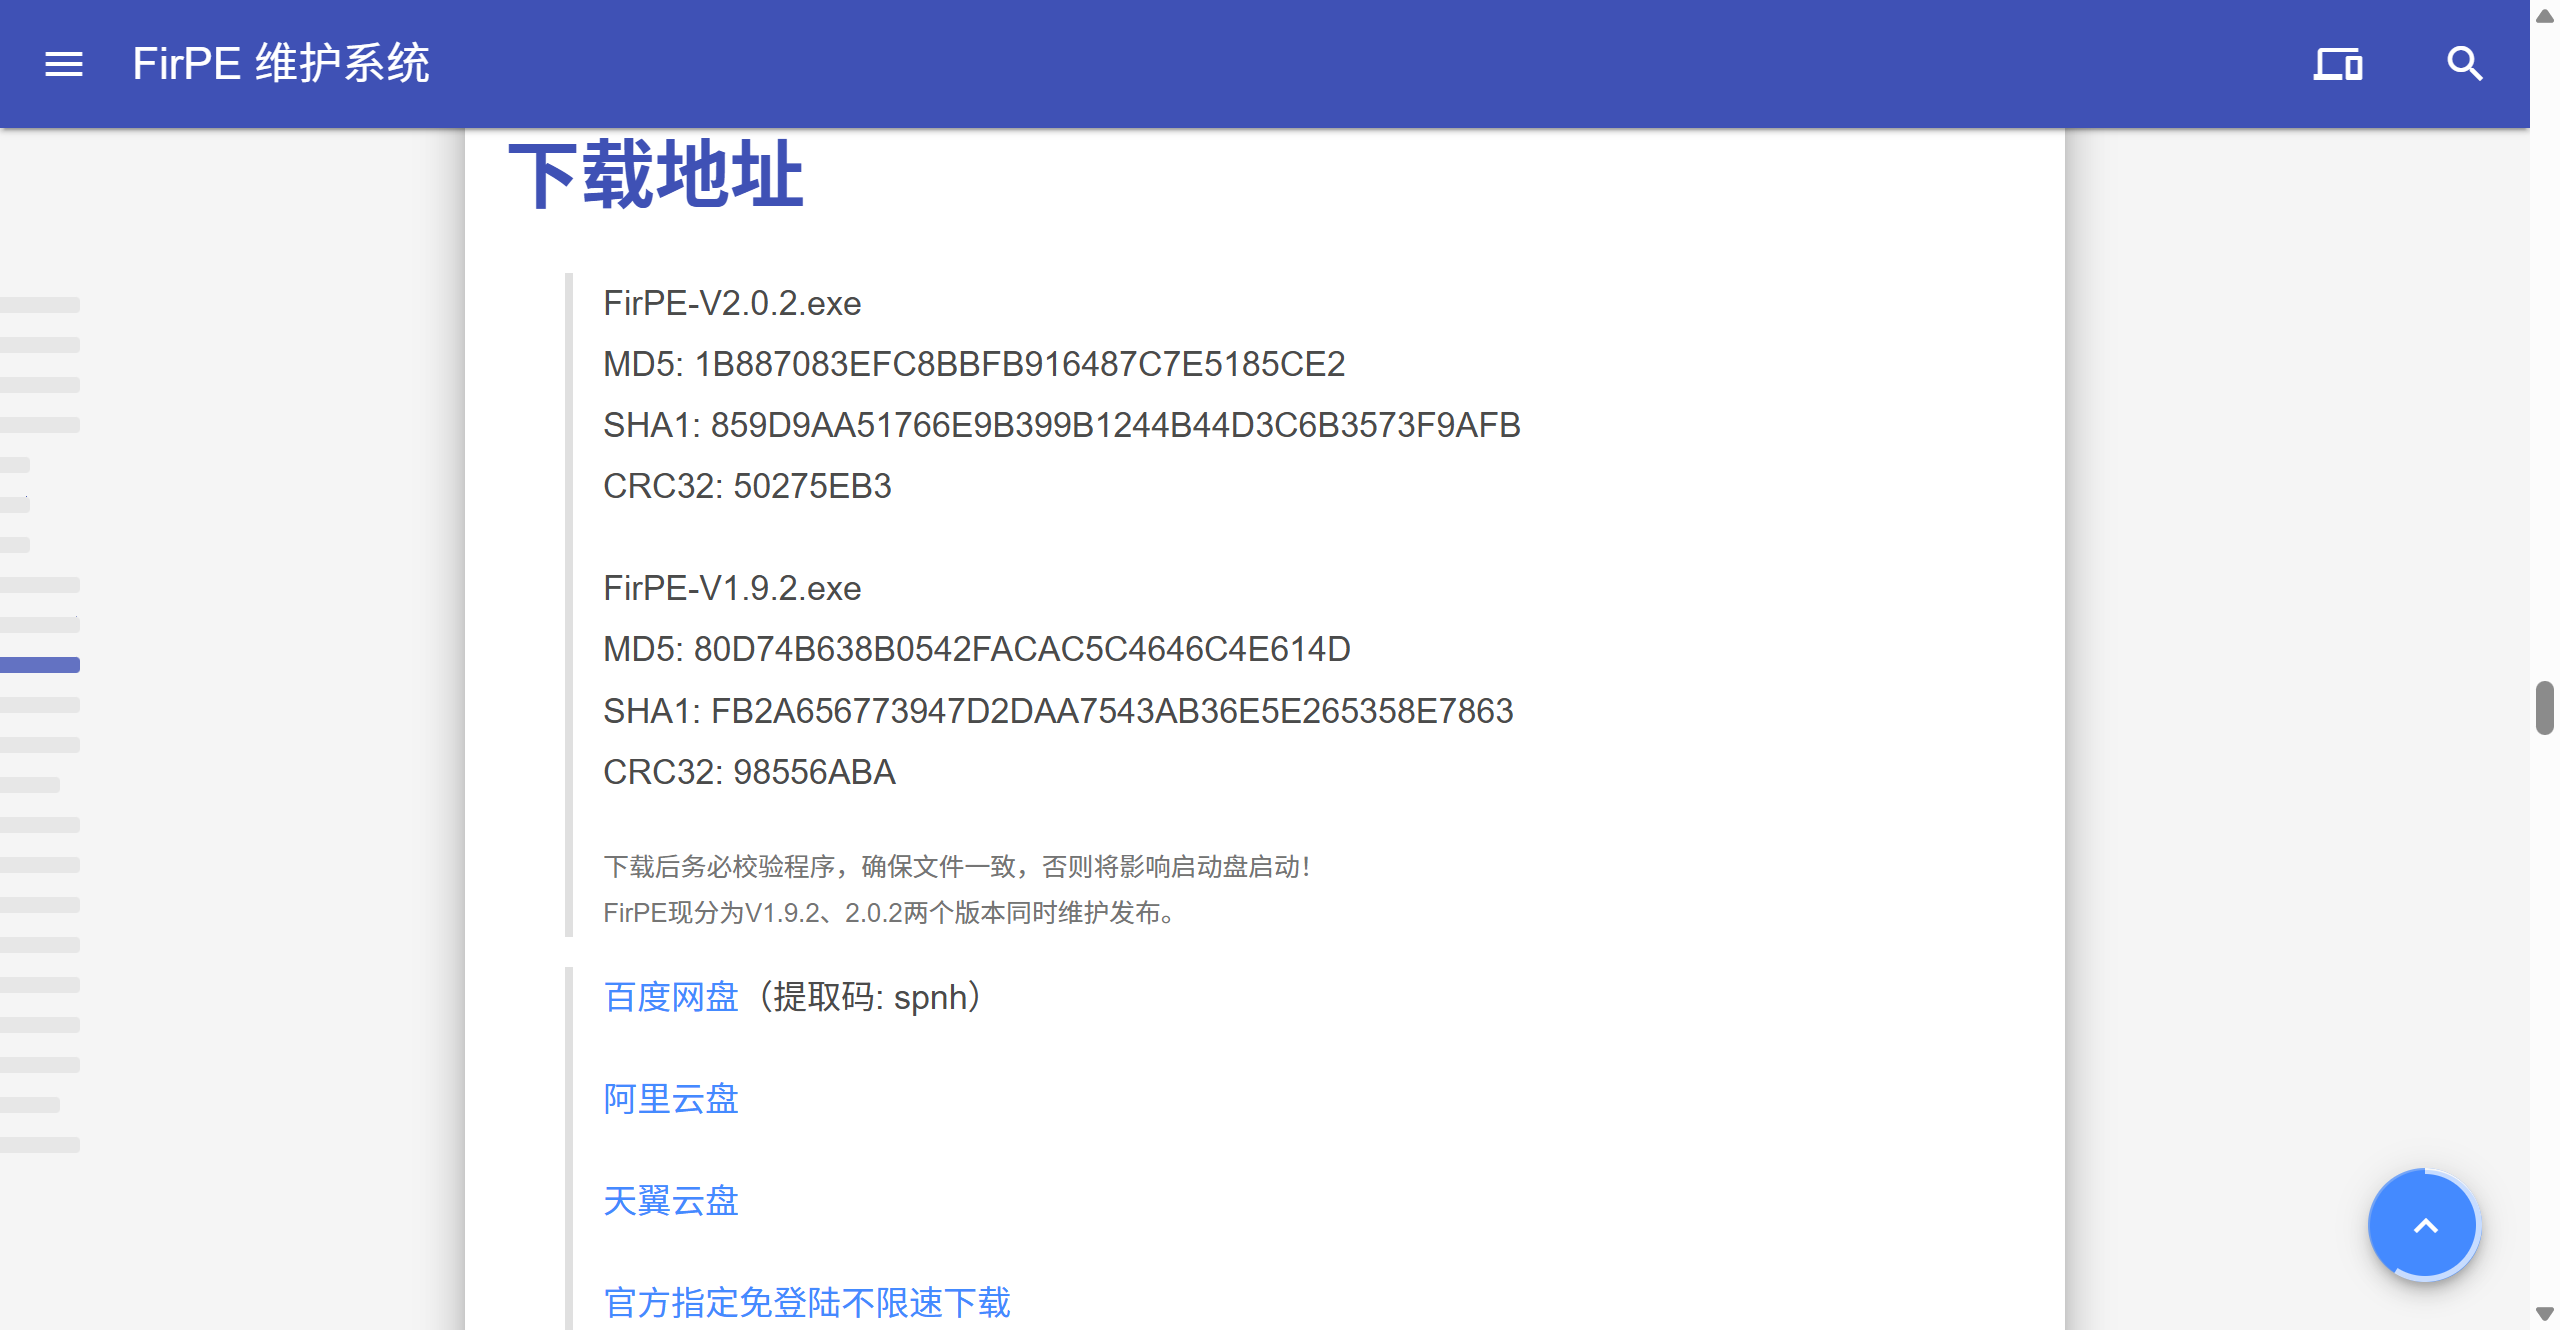 FirPE 维护系统
下载地址
FirPE-V2.0.2.exe
MD5: 1B887083EFC8BBFB916487C7E5185CE2
SHA1: 859D9AA51766E9B399B1244B44D3C6B3573F9AFB
CRC32: 50275EB3
FirPE-V1.9.2.exe
MD5: 80D74B638B0542FACAC5C4646C4E614D
SHA1: FB2A656773947D2DAA7543AB36E5E265358E7863
CRC32: 98556ABA
下载后务必校验程序，确保文件一致，否则将影响启动盘启动！
FirPE现分为V1.9.2、2.0.2两个版本同时维护发布。
百度网盘（提取码: spnh）
阿里云盘
天翼云盘
官方指定免登陆不限速下载